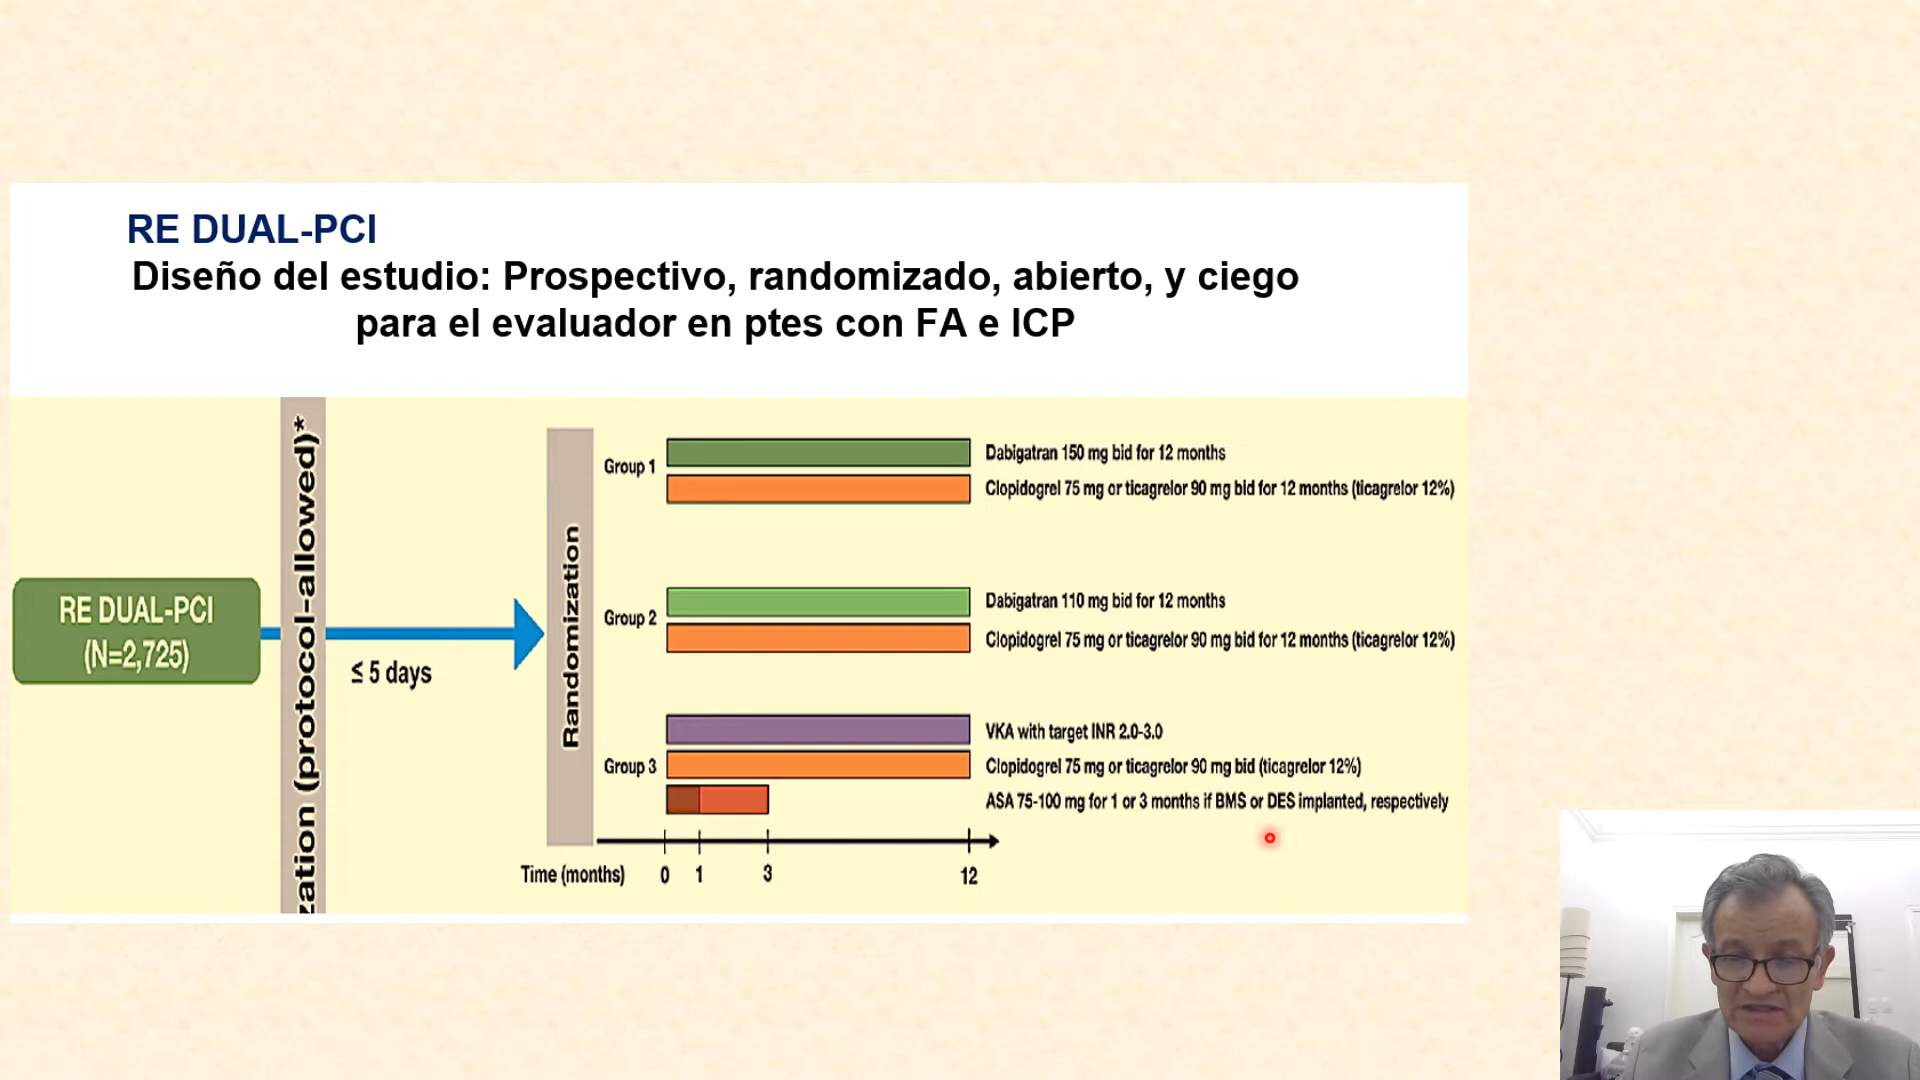 RE DUAL-PCI
Diseño del estudio: Prospectivo, randomizado, abierto, y ciego
para el evaluador en ptes con FA e ICP
RE DUAL-PCI
(N=2,725)
zation (protocol-allowed)*
≤ 5 days
Randomization
Group 1
Dabigatran 150 mg bid for 12 months
Clopidogrel 75 mg or ticagrelor 90 mg bid for 12 months (ticagrelor 12%)
Group 2
Dabigatran 110 mg bid for 12 months
Clopidogrel 75 mg or ticagrelor 90 mg bid for 12 months (ticagrelor 12%)
Group 3
VKA with target INR 2.0-3.0
Clopidogrel 75 mg or ticagrelor 90 mg bid (ticagrelor 12%)
ASA 75-100 mg for 1 or 3 months if BMS or DES implanted, respectively
Time (months) 0 1 3 12